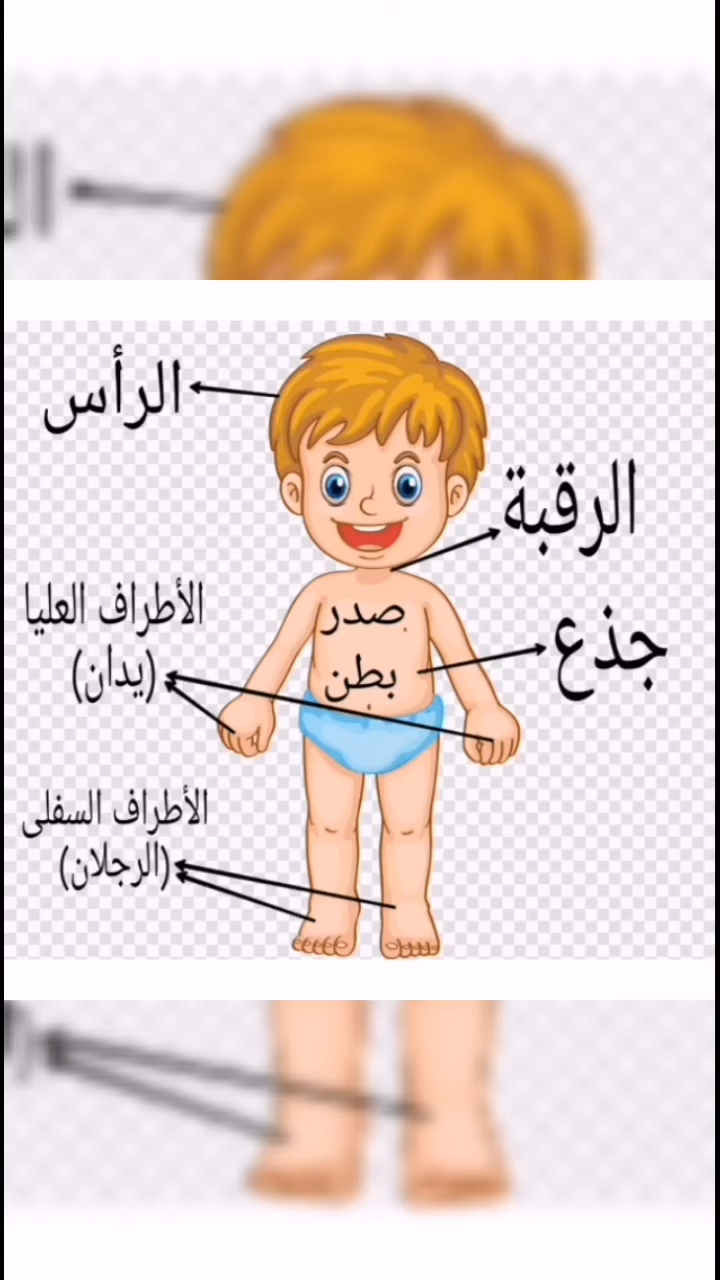 الرأس
الرقبة
صدر
بطن
جذع
الأطراف العليا
(يدان)
الأطراف السفلى
(الرجلان)